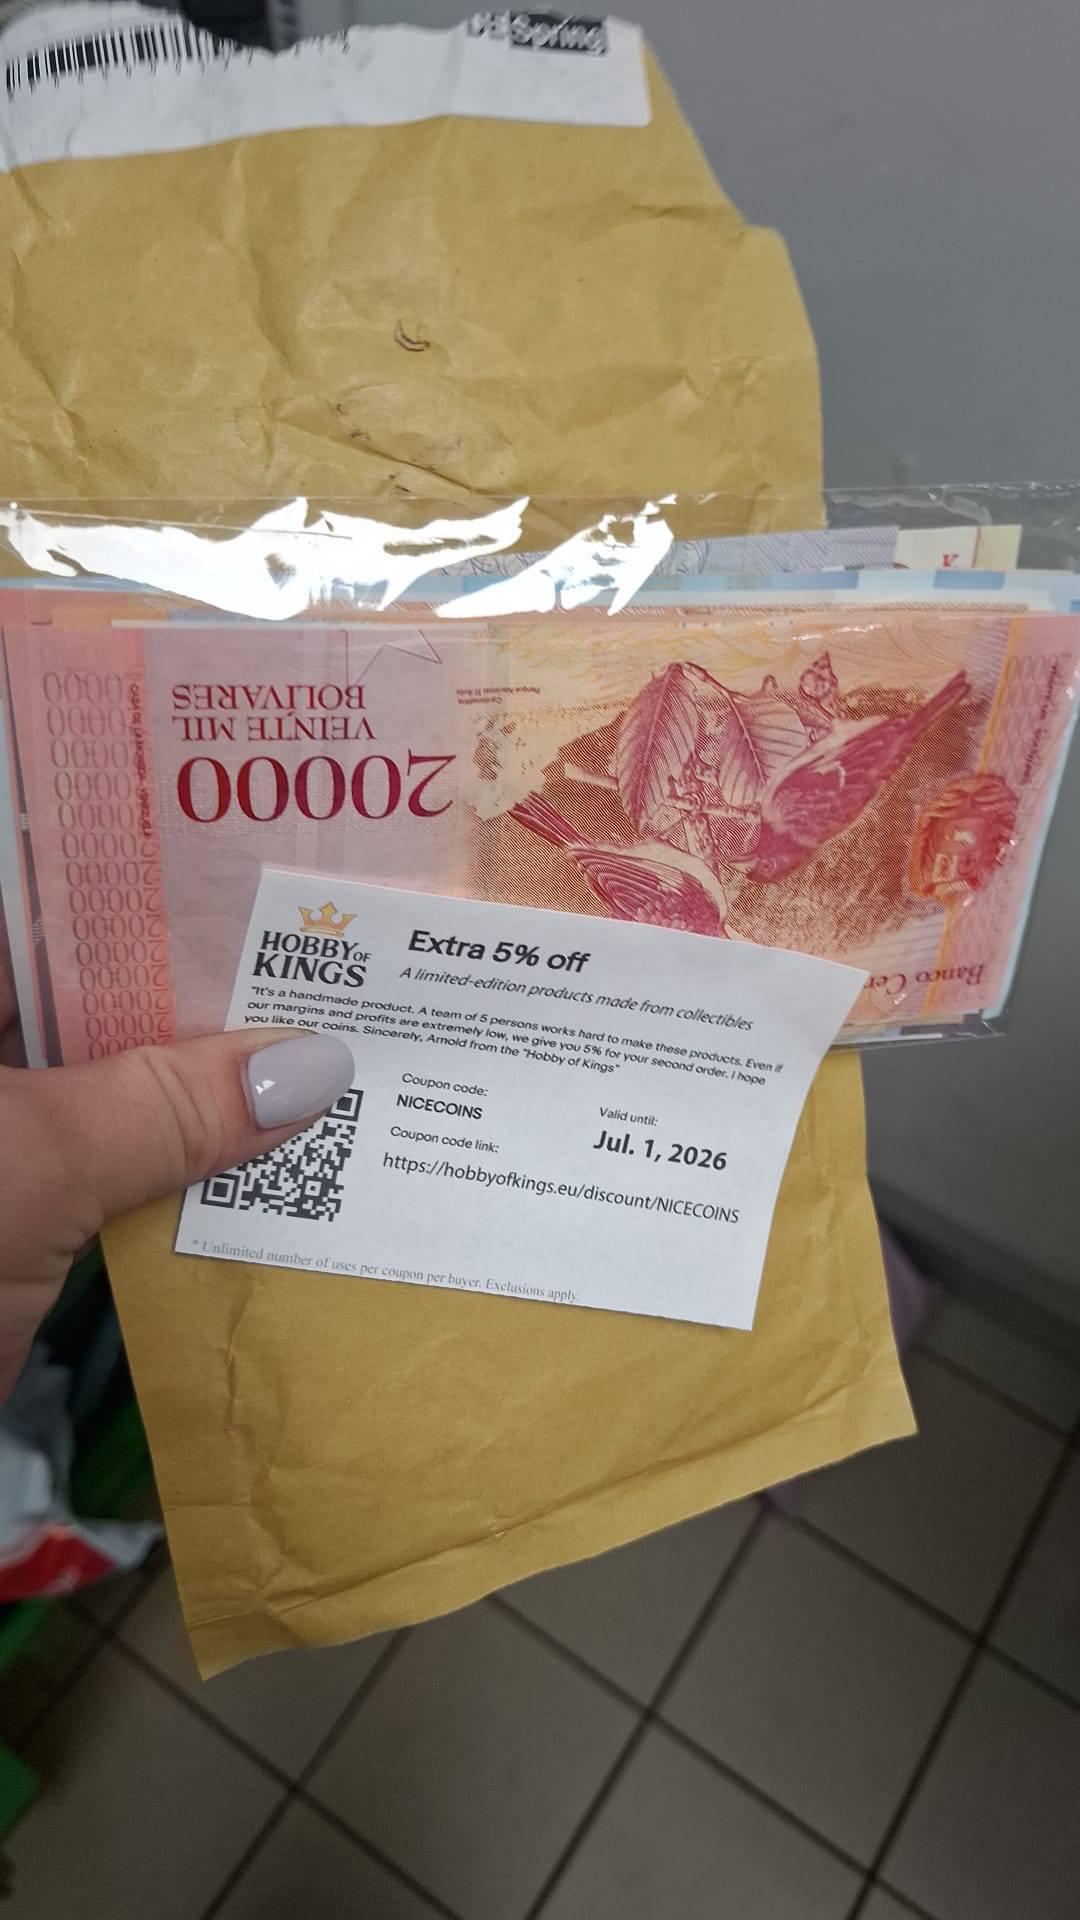 Spring
K
20000
VEINTE MIL
BOLÍVARES
Banco Cen
HOBBY OF
KINGS
Extra 5% off
A limited-edition products made from collectibles
"It's a handmade product. A team of 5 persons works hard to make these products. Even if
our margins and profits are extremely low, we give you 5% for your second order. I hope
you like our coins. Sincerely, Arnold from the "Hobby of Kings"
Coupon code:
NICECOINS
Valid until:
Jul. 1, 2026
Coupon code link:
https://hobbyofkings.eu/discount/NICECOINS
* Unlimited number of uses per coupon per buyer. Exclusions apply.